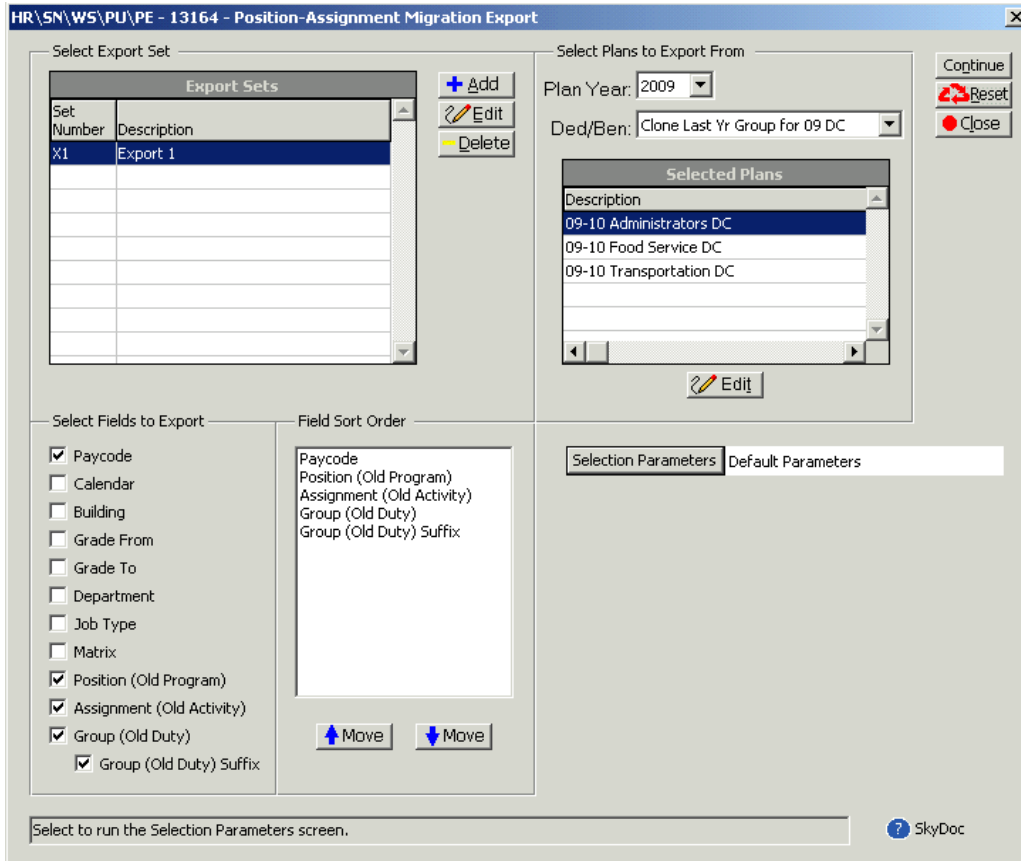 HR\SN\WS\PU\PE - 13164 - Position-Assignment Migration Export
Select Export Set
Export Sets
Set Number Description
X1 Export 1
Add
Edit
Delete
Select Plans to Export From
Plan Year: 2009
Ded/Ben: Clone Last Yr Group for 09 DC
Selected Plans
Description
09-10 Administrators DC
09-10 Food Service DC
09-10 Transportation DC
Edit
Continue
Reset
Close
Select Fields to Export
Paycode
Calendar
Building
Grade From
Grade To
Department
Job Type
Matrix
Position (Old Program)
Assignment (Old Activity)
Group (Old Duty)
Group (Old Duty) Suffix
Field Sort Order
Paycode
Position (Old Program)
Assignment (Old Activity)
Group (Old Duty)
Group (Old Duty) Suffix
Move Move
Selection Parameters Default Parameters
Select to run the Selection Parameters screen.
SkyDoc